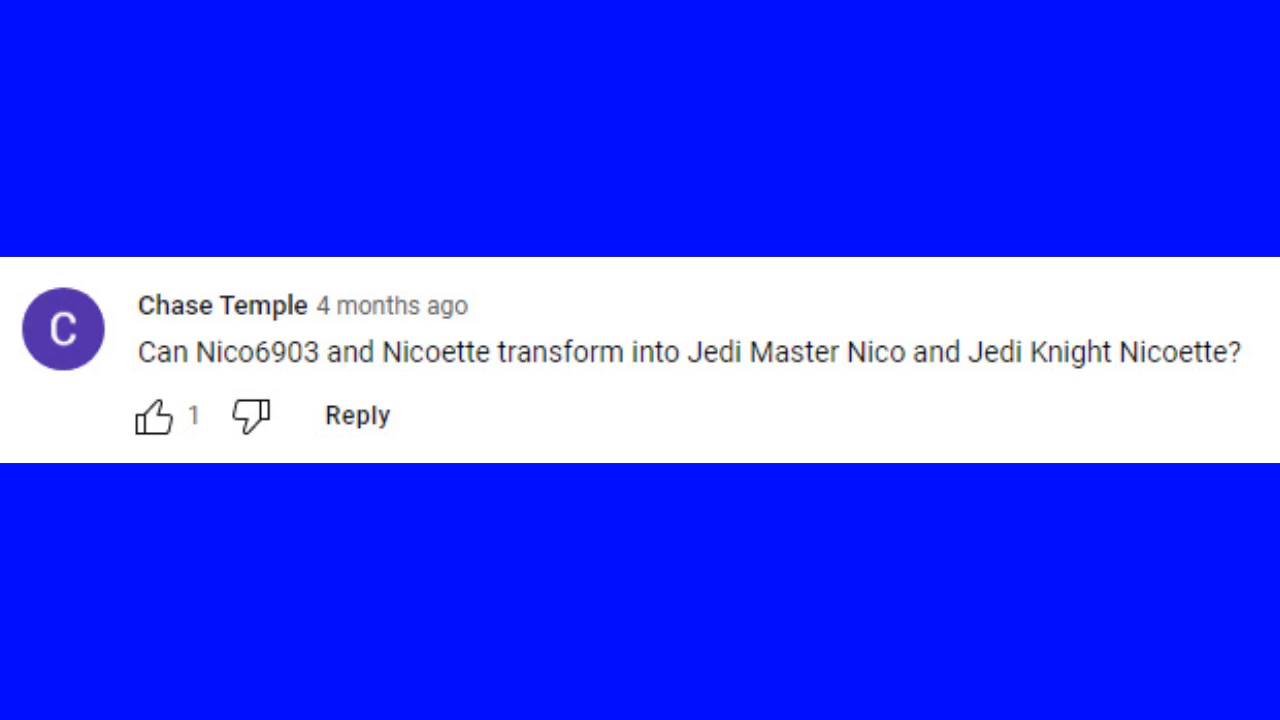 C
Chase Temple 4 months ago
Can Nico6903 and Nicoette transform into Jedi Master Nico and Jedi Knight Nicoette?
1 Reply